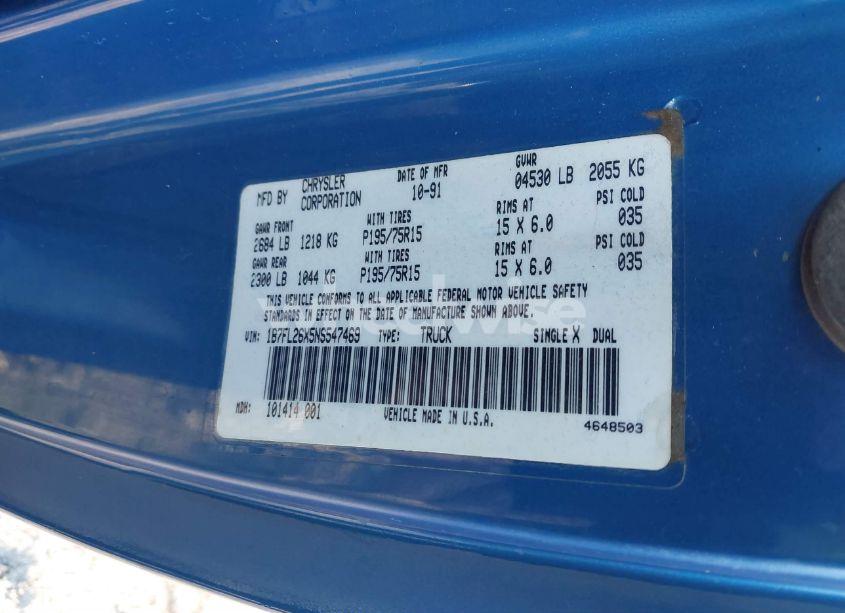 MFD BY CHRYSLER CORPORATION DATE OF MFR 10-91 GVWR 04530 LB 2055 KG
GAWR FRONT WITH TIRES RIMS AT PSI COLD
2684 LB 1218 KG P195/75R15 15 X 6.0 035
GAWR REAR WITH TIRES RIMS AT PSI COLD
2300 LB 1044 KG P195/75R15 15 X 6.0 035
THIS VEHICLE CONFORMS TO ALL APPLICABLE FEDERAL MOTOR VEHICLE SAFETY
STANDARDS IN EFFECT ON THE DATE OF MANUFACTURE SHOWN ABOVE.
VIN: 1B7FL26X5NS547469 TYPE: TRUCK SINGLE X DUAL
MDH: 101414 001 VEHICLE MADE IN U.S.A. 4648503